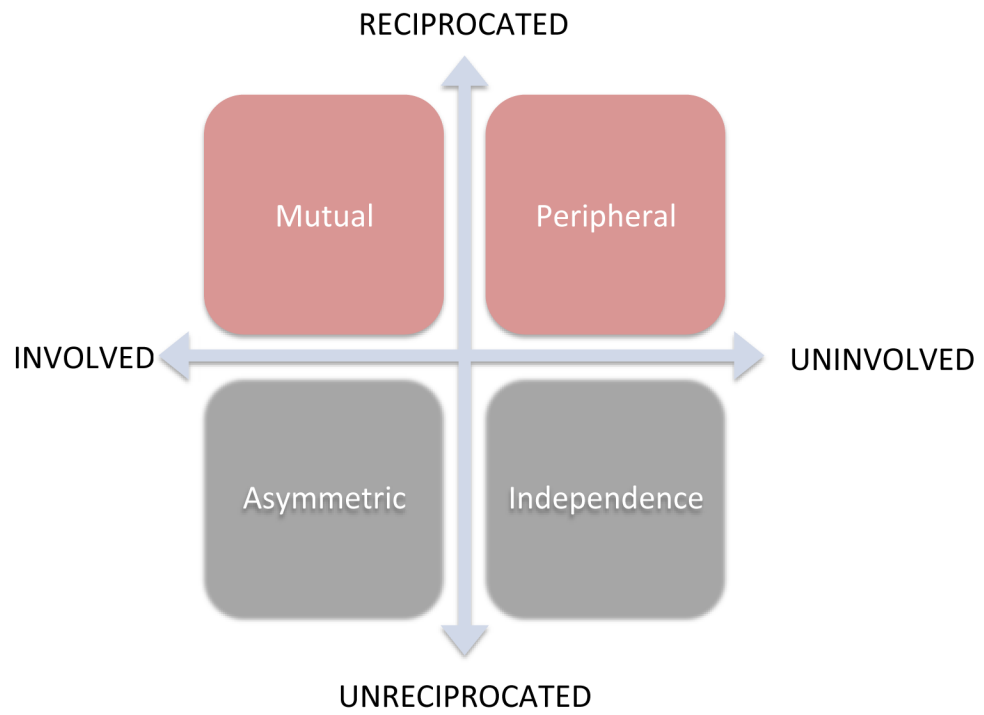 RECIPROCATED
Mutual
Peripheral
INVOLVED
UNINVOLVED
Asymmetric
Independence
UNRECIPROCATED